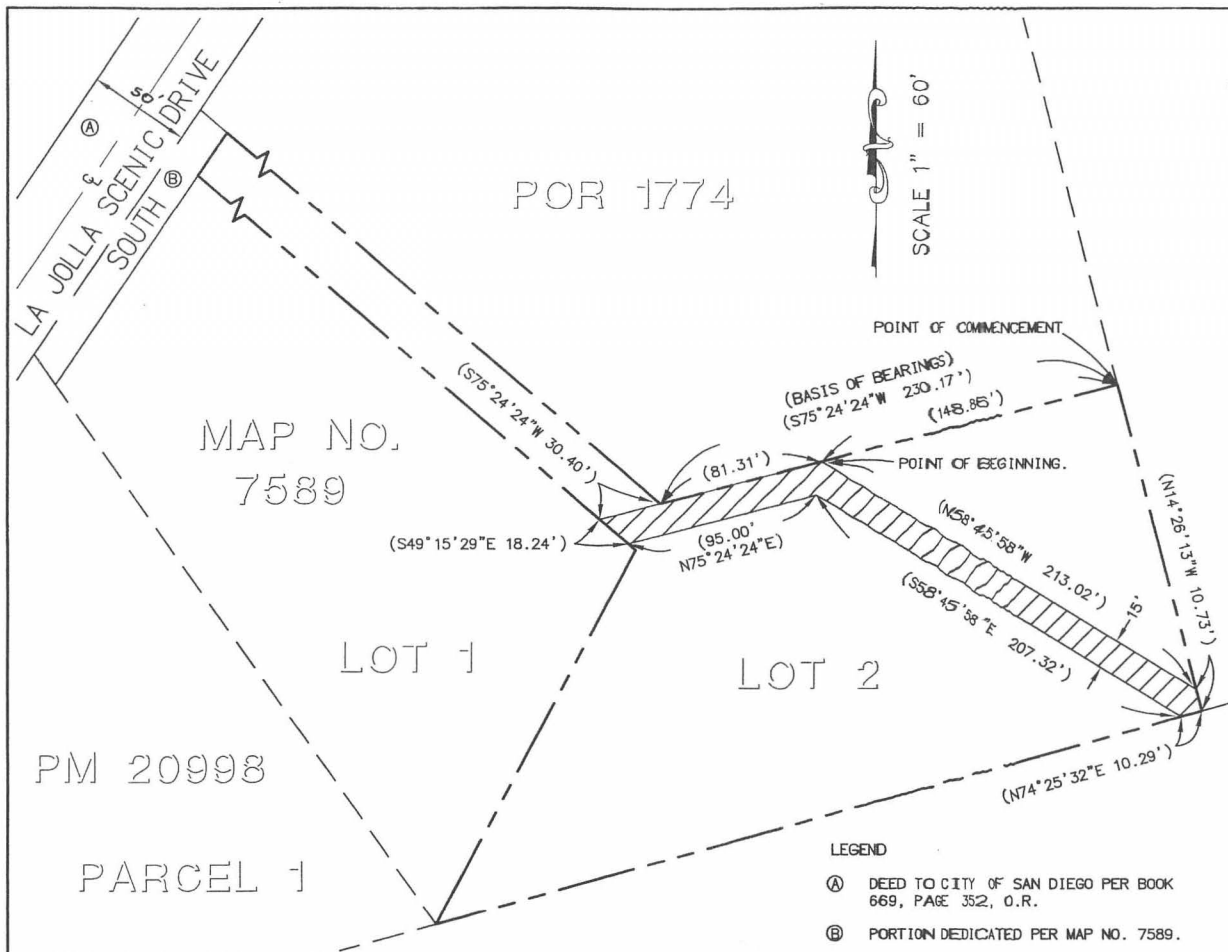 50'
Ⓐ
℄
LA JOLLA SCENIC DRIVE
SOUTH Ⓑ
POR 1774
SCALE 1" = 60'
POINT OF COMMENCEMENT
(BASIS OF BEARINGS)
(S75°24'24"W 230.17')
(148.86')
(S75°24'24"W 30.40')
MAP NO.
7589
(81.31')
POINT OF BEGINNING.
(S49°15'29"E 18.24')
(95.00'
N75°24'24"E)
(N58°45'58"W 213.02')
(N14°26'13"W 10.73')
15'
(S58°45'58"E 207.32')
LOT 1
LOT 2
PM 20998
(N74°25'32"E 10.29')
PARCEL 1
LEGEND
Ⓐ DEED TO CITY OF SAN DIEGO PER BOOK
669, PAGE 352, O.R.
Ⓑ PORTION DEDICATED PER MAP NO. 7589.